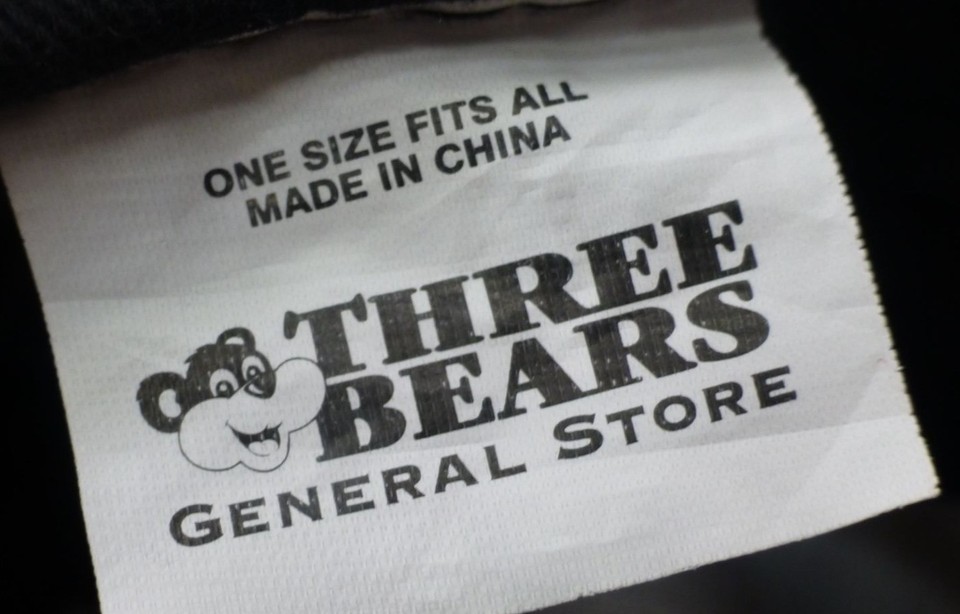 ONE SIZE FITS ALL
MADE IN CHINA
THREE
BEARS
GENERAL STORE